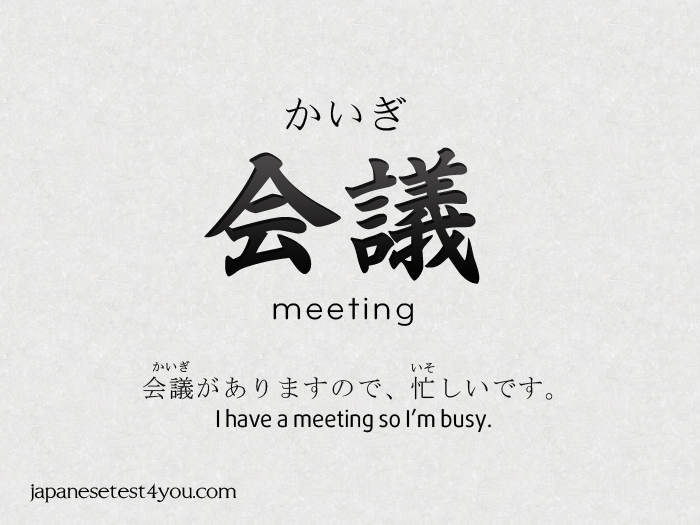 かいぎ
会議
meeting
かいぎ いそ
会議がありますので、忙しいです。
I have a meeting so I'm busy.
japanesetest4you.com